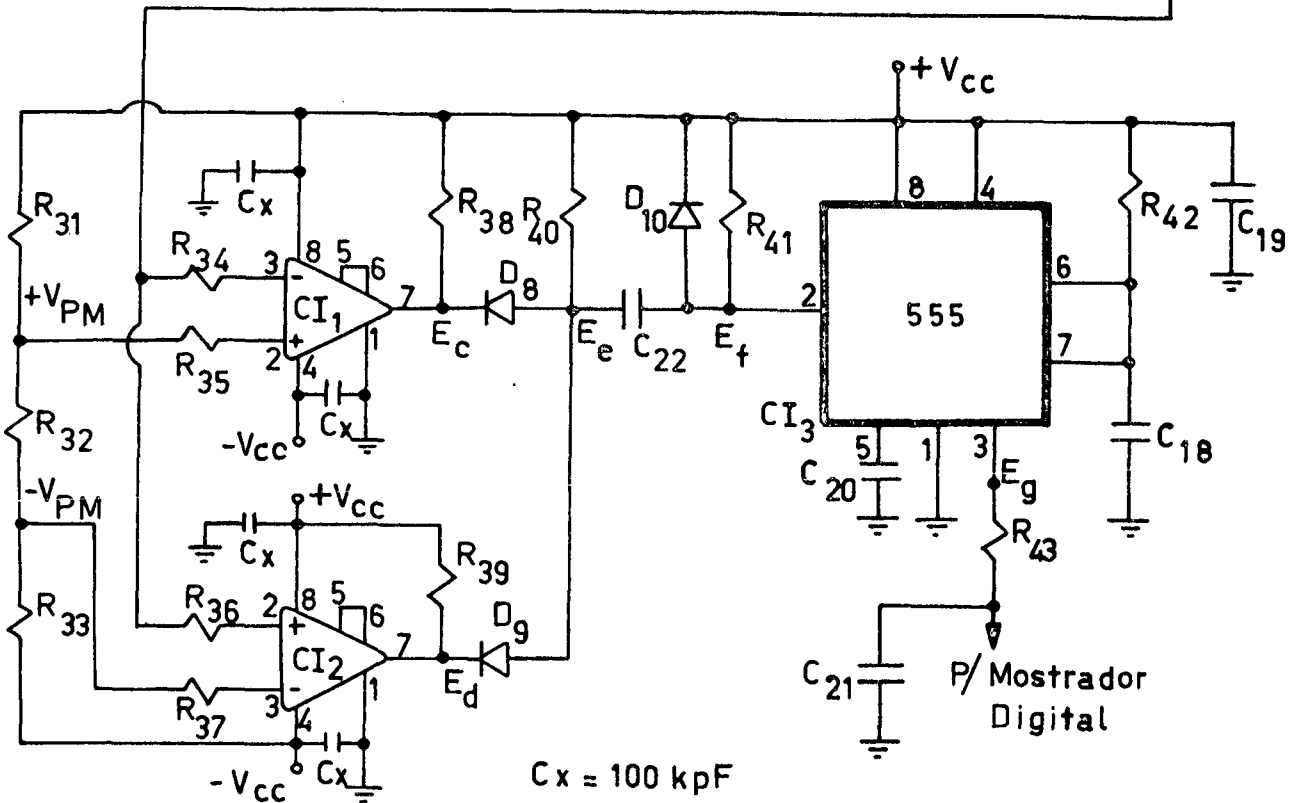 +Vcc
R31
+VPM
R32
-VPM
R33
Cx
R34
R35
3
-
8
5
6
CI1
7
+
2
4
1
Cx
-Vcc
R38
Ec
D8
R40
Ee
C22
D10
R41
Ef
2
8
4
555
6
7
CI3
5
1
3
C20
Eg
R43
C21
P/ Mostrador
Digital
R42
C19
C18
+Vcc
Cx
R36
R37
2
+
8
5
6
CI2
7
-
3
4
1
Cx
-Vcc
R39
Ed
D9
Cx = 100 kpF